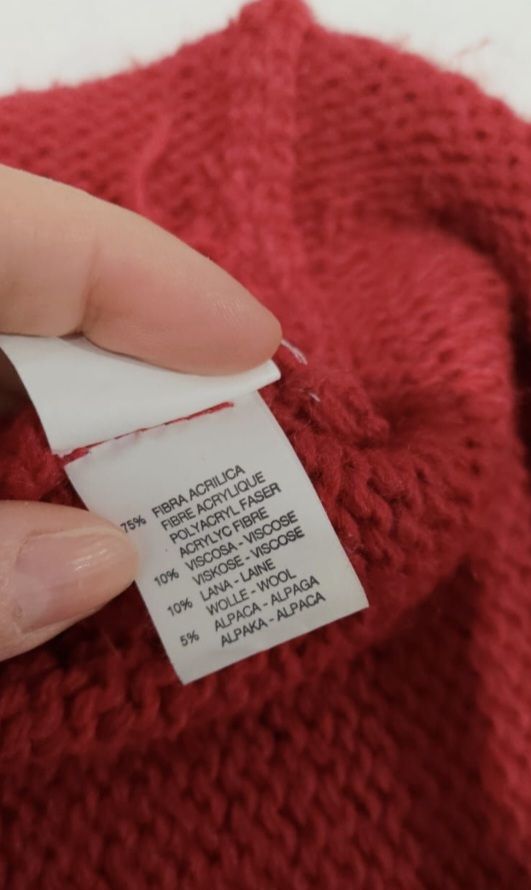 75% FIBRA ACRILICA
FIBRE ACRYLIQUE
POLYACRYL FASER
ACRYLYC FIBRE
VISCOSA - VISCOSE
10% VISKOSE - VISCOSE
LANA - LAINE
10% WOLLE - WOOL
ALPACA - ALPAGA
5% ALPAKA - ALPACA